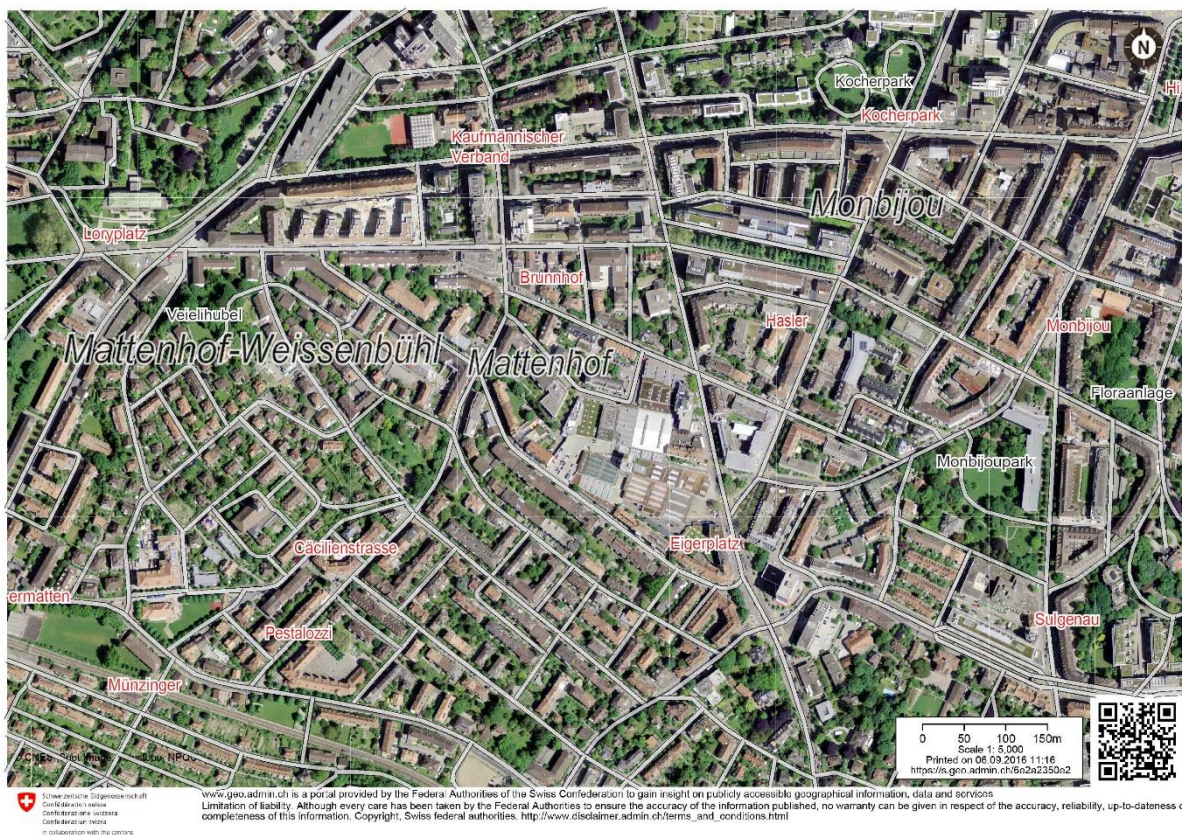 N
Kocherpark
Hi
Kocherpark
Kaufmännischer
Verband
Monbijou
Loryplatz
Brunnhof
Veielihubel
Hasler
Monbijou
Mattenhof-Weissenbühl
Mattenhof
Floraanlage
Monbijoupark
Eigerplatz
Cäcilienstrasse
ermatten
Pestalozzi
Sulgenau
Münzinger
0 50 100 150m
Scale 1: 5,000
Printed on 06.09.2016 11:16
https://s.geo.admin.ch/6e2a2350e2
Schweizerische Eidgenossenschaft
Confédération suisse
Confederazione svizzera
Confederaziun svizra
In collaboration with the cantons
www.geo.admin.ch is a portal provided by the Federal Authorities of the Swiss Confederation to gain insight on publicly accessible geographical information, data and services
Limitation of liability. Although every care has been taken by the Federal Authorities to ensure the accuracy of the information published, no warranty can be given in respect of the accuracy, reliability, up-to-dateness o
completeness of this information. Copyright, Swiss federal authorities. http://www.disclaimer.admin.ch/terms_and_conditions.html